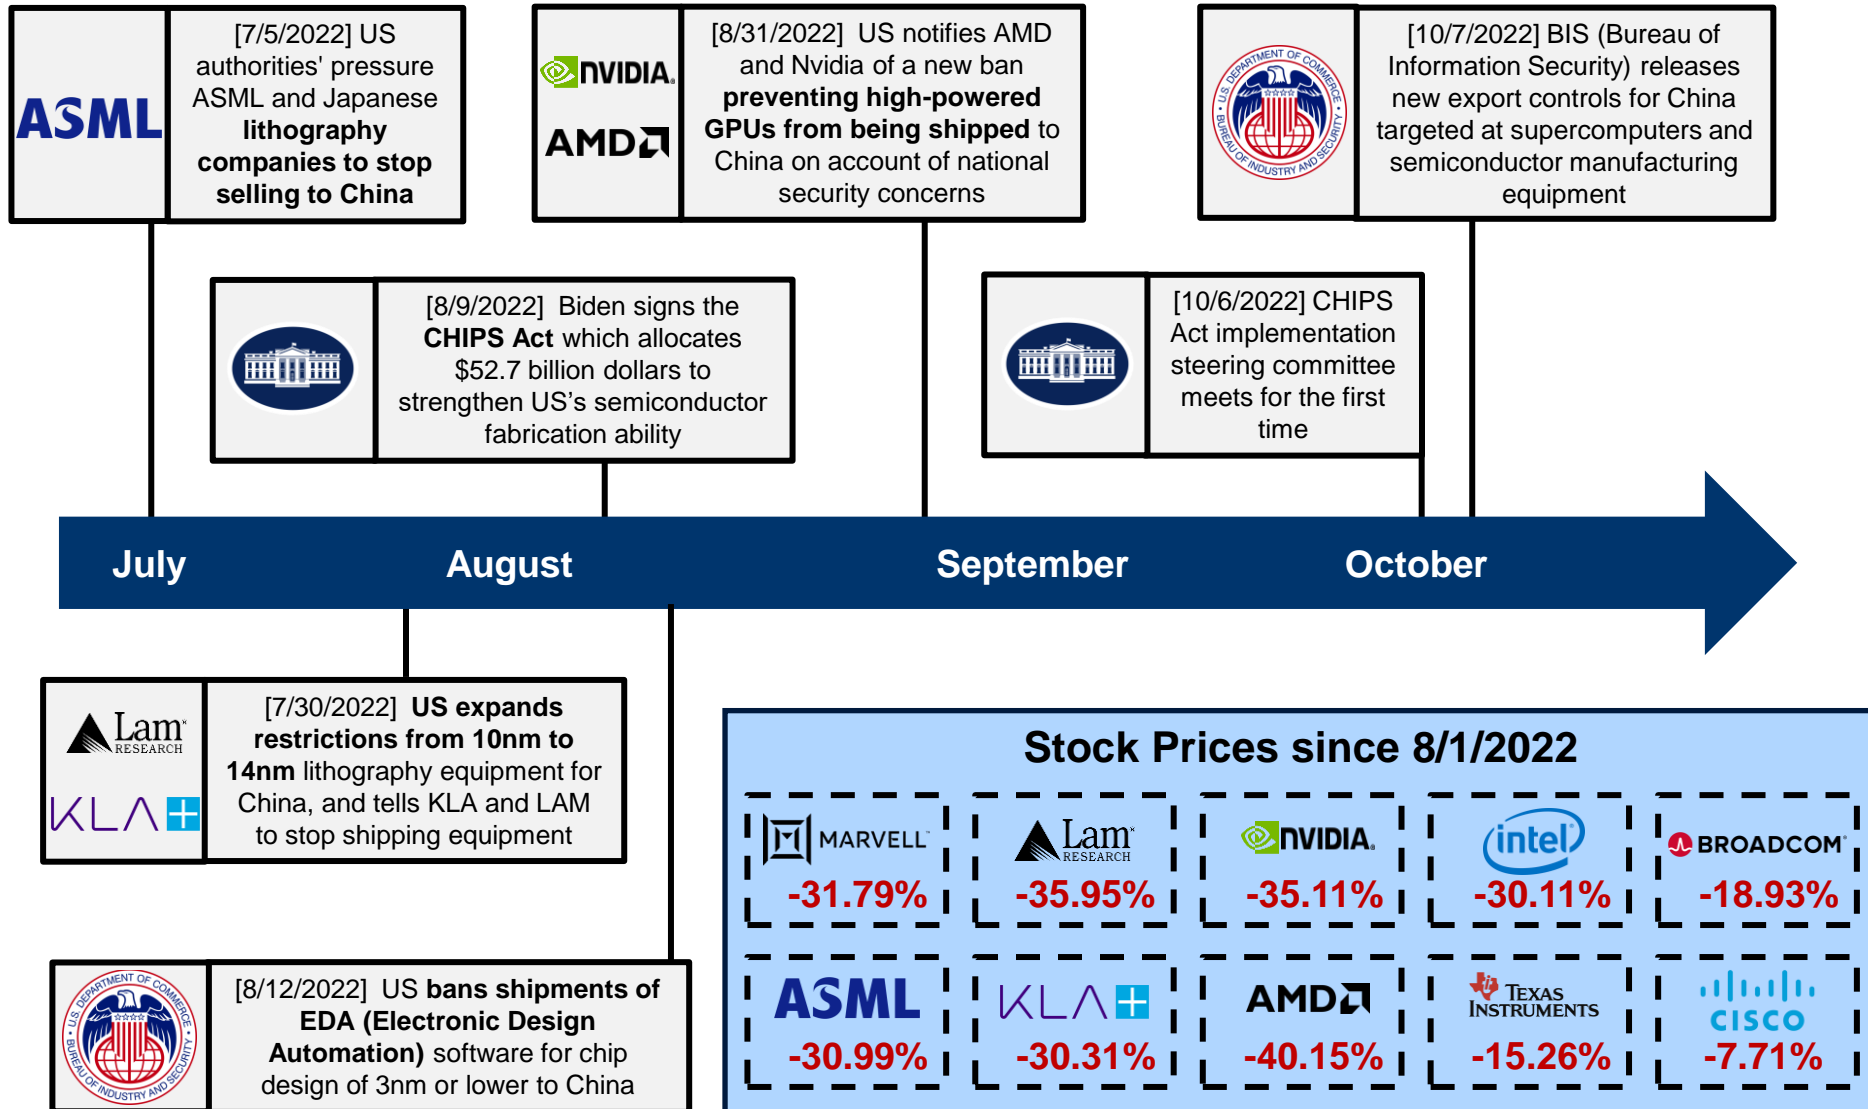 ASML
[7/5/2022] US
authorities' pressure
ASML and Japanese
lithography
companies to stop
selling to China
NVIDIA.
AMD
[8/31/2022] US notifies AMD
and Nvidia of a new ban
preventing high-powered
GPUs from being shipped to
China on account of national
security concerns
U.S. DEPARTMENT OF COMMERCE
BUREAU OF INDUSTRY AND SECURITY
[10/7/2022] BIS (Bureau of
Information Security) releases
new export controls for China
targeted at supercomputers and
semiconductor manufacturing
equipment
[8/9/2022] Biden signs the
CHIPS Act which allocates
$52.7 billion dollars to
strengthen US's semiconductor
fabrication ability
[10/6/2022] CHIPS
Act implementation
steering committee
meets for the first
time
July
August
September
October
Lam
RESEARCH
KLA+
[7/30/2022] US expands
restrictions from 10nm to
14nm lithography equipment for
China, and tells KLA and LAM
to stop shipping equipment
U.S. DEPARTMENT OF COMMERCE
BUREAU OF INDUSTRY AND SECURITY
[8/12/2022] US bans shipments of
EDA (Electronic Design
Automation) software for chip
design of 3nm or lower to China
Stock Prices since 8/1/2022
MARVELL™
-31.79%
Lam
RESEARCH
-35.95%
NVIDIA.
-35.11%
intel
-30.11%
BROADCOM
-18.93%
ASML
-30.99%
KLA+
-30.31%
AMD
-40.15%
TEXAS
INSTRUMENTS
-15.26%
CISCO
-7.71%